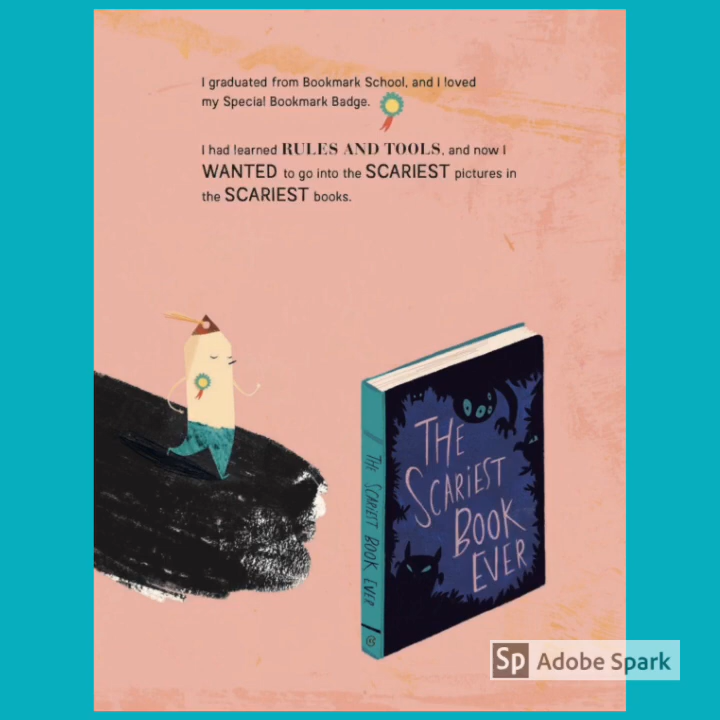 I graduated from Bookmark School, and I loved
my Special Bookmark Badge.
I had learned RULES AND TOOLS, and now I
WANTED to go into the SCARIEST pictures in
the SCARIEST books.
THE
SCARIEST
BOOK
EVER
THE SCARIEST BOOK EVER
Sp Adobe Spark